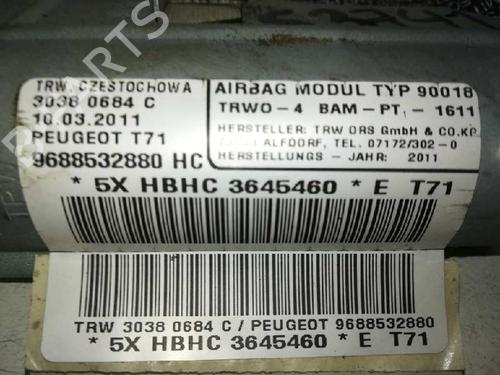 PARTS
TRW, CZESTOCHOWA
3038 0684 C
10.03.2011
PEUGEOT T71
9688532880 HC
AIRBAG MODUL TYP 90018
TRWO-4 BAM-PT, 1611
HERSTELLER: TRW ORS GmbH & CO.KG
ALFDORF, TEL. 07172/302-0
HERSTELLUNGS - JAHR: 2011
* 5X HBHC 3645460 * E T71
TRW 3038 0684 C / PEUGEOT 9688532880
* 5X HBHC 3645460 * E T71